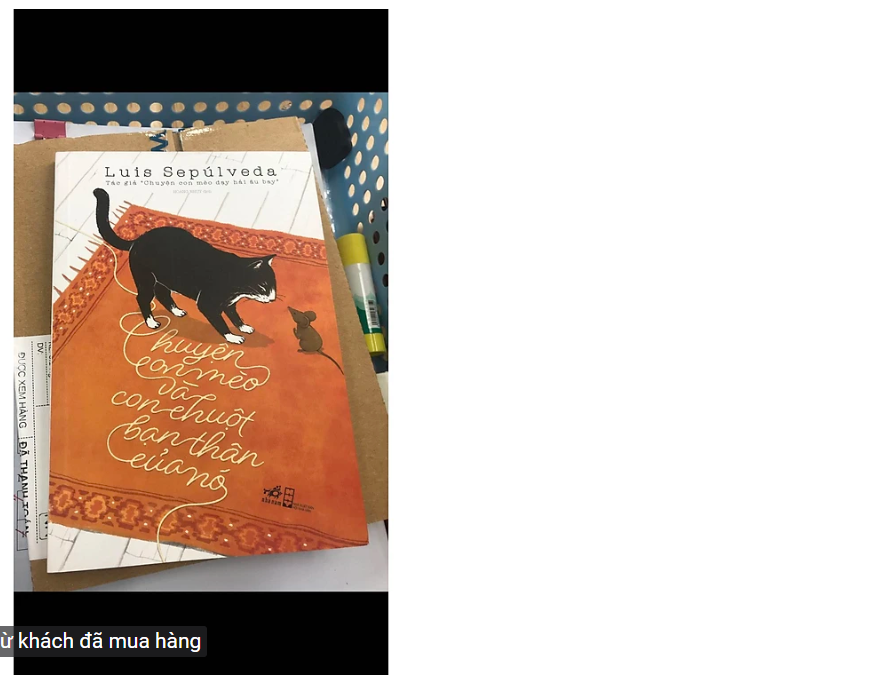 Luis Sepúlveda
Tác giả "Chuyện con mèo dạy hải âu bay"
Chuyện
con mèo
và
con chuột
bạn thân
của nó
ĐƯỢC XEM HÀNG
ĐÃ THANH TOÁN
DV
khách đã mua hàng